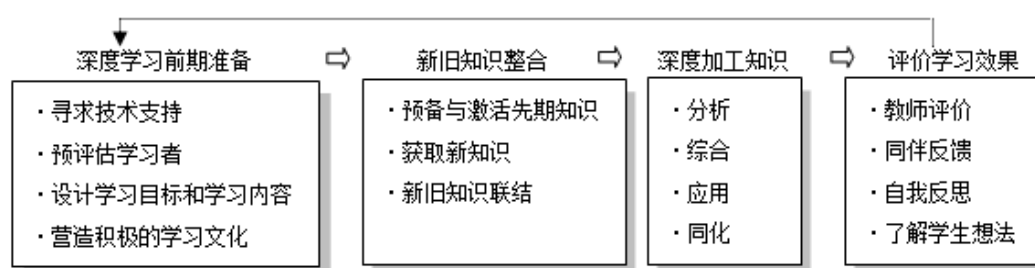 深度学习前期准备
·寻求技术支持
·预评估学习者
·设计学习目标和学习内容
·营造积极的学习文化
新旧知识整合
·预备与激活先期知识
·获取新知识
·新旧知识联结
深度加工知识
·分析
·综合
·应用
·同化
评价学习效果
·教师评价
·同伴反馈
·自我反思
·了解学生想法